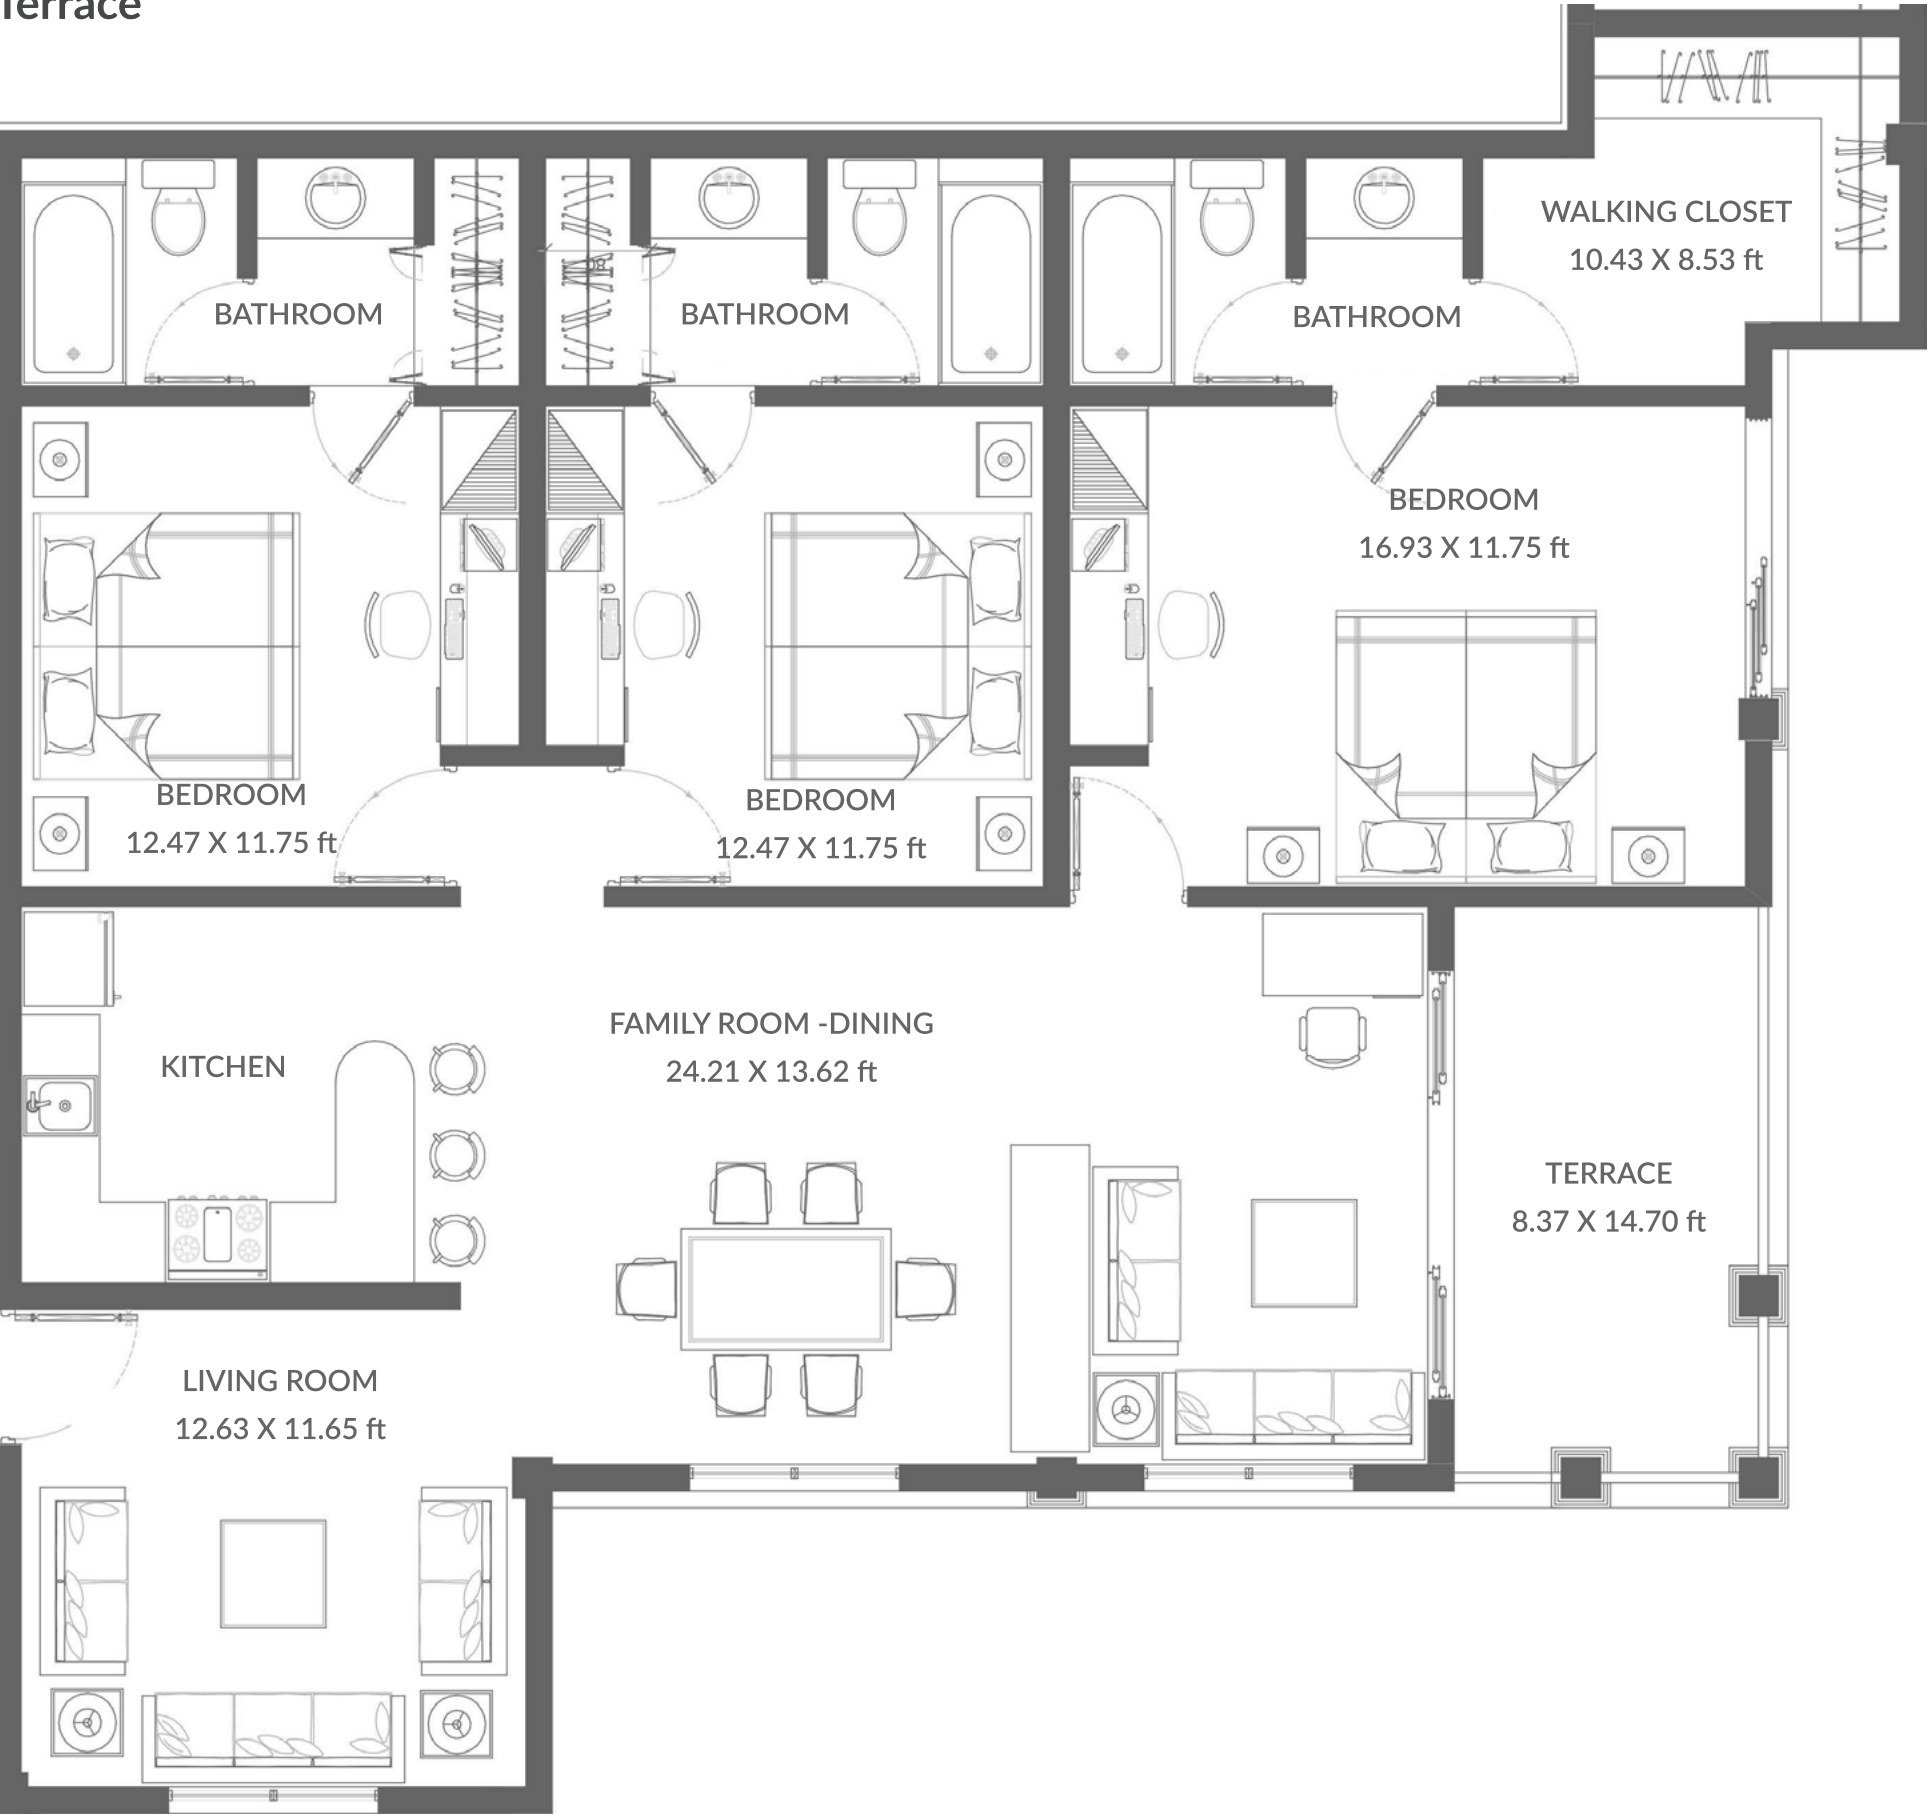 Terrace
WALKING CLOSET
10.43 X 8.53 ft
BATHROOM
BATHROOM
BATHROOM
BEDROOM
16.93 X 11.75 ft
BEDROOM
12.47 X 11.75 ft
BEDROOM
12.47 X 11.75 ft
FAMILY ROOM -DINING
24.21 X 13.62 ft
KITCHEN
TERRACE
8.37 X 14.70 ft
LIVING ROOM
12.63 X 11.65 ft